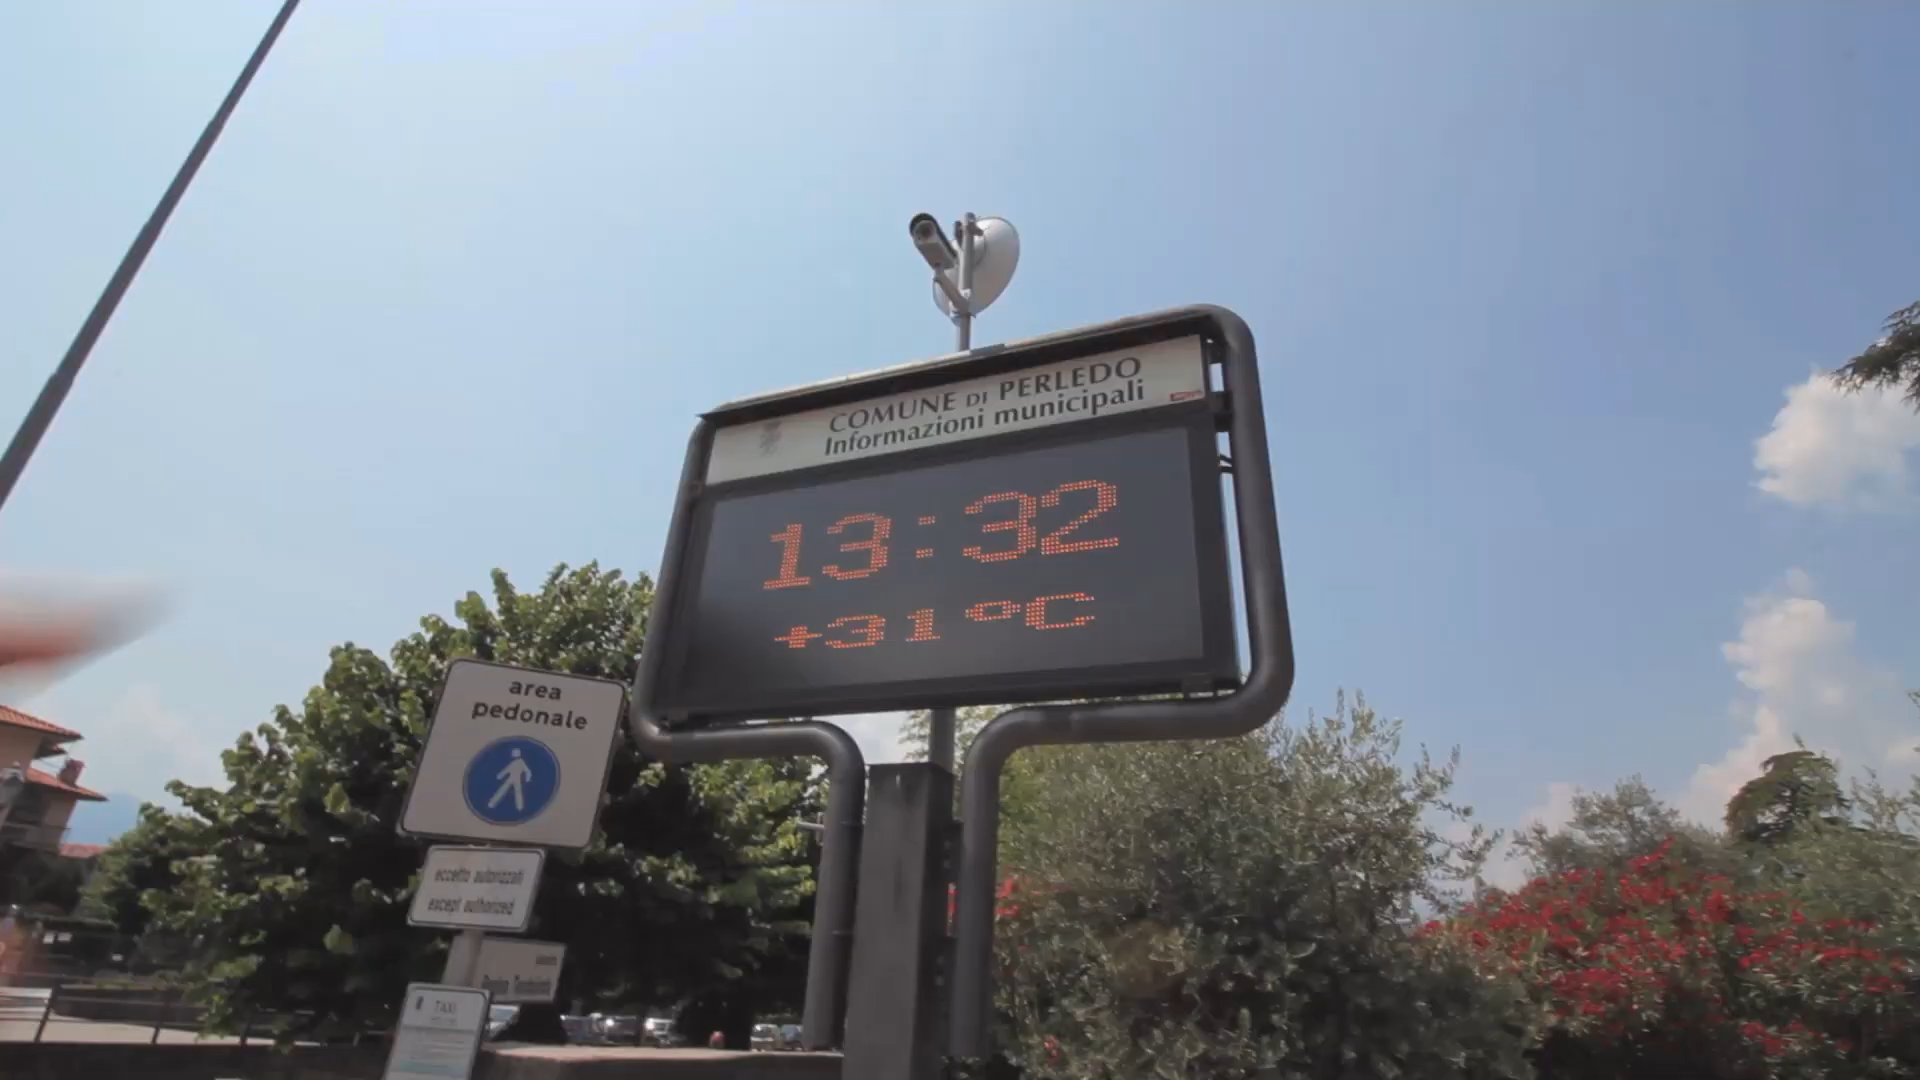 COMUNE DI PERLEDO
Informazioni municipali
13:32
+31°C
area
pedonale
eccetto autorizzati
except authorized
TAXI